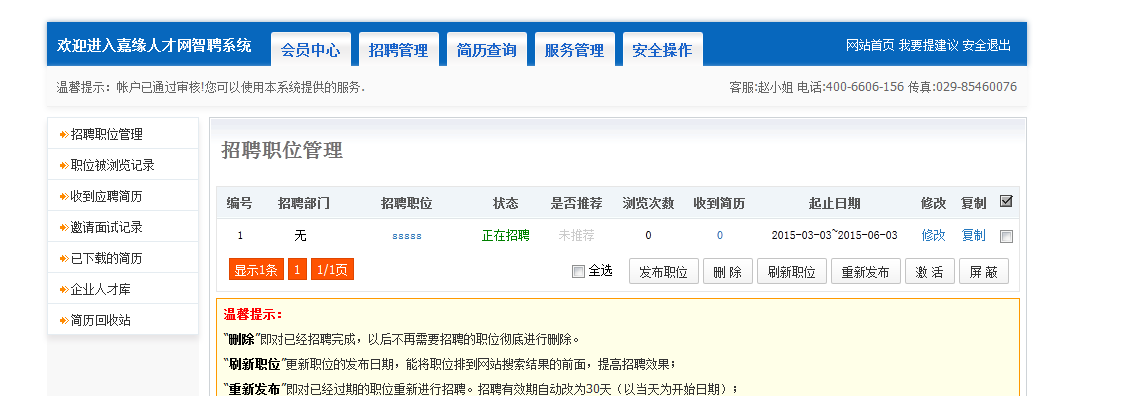 欢迎进入嘉缘人才网智聘系统 会员中心 招聘管理 简历查询 服务管理 安全操作 网站首页 我要提建议 安全退出
温馨提示：帐户已通过审核!您可以使用本系统提供的服务. 客服:赵小姐 电话:400-6606-156 传真:029-85460076
招聘职位管理
职位被浏览记录
收到应聘简历
邀请面试记录
已下载的简历
企业人才库
简历回收站
招聘职位管理
编号 招聘部门 招聘职位 状态 是否推荐 浏览次数 收到简历 起止日期 修改 复制
1 无 sssss 正在招聘 未推荐 0 0 2015-03-03~2015-06-03 修改 复制
显示1条 1 1/1页 全选 发布职位 删 除 刷新职位 重新发布 激 活 屏 蔽
温馨提示：
"删除"即对已经招聘完成，以后不再需要招聘的职位彻底进行删除。
"刷新职位"更新职位的发布日期，能将职位排到网站搜索结果的前面，提高招聘效果；
"重新发布"即对已经过期的职位重新进行招聘。招聘有效期自动改为30天（以当天为开始日期）；